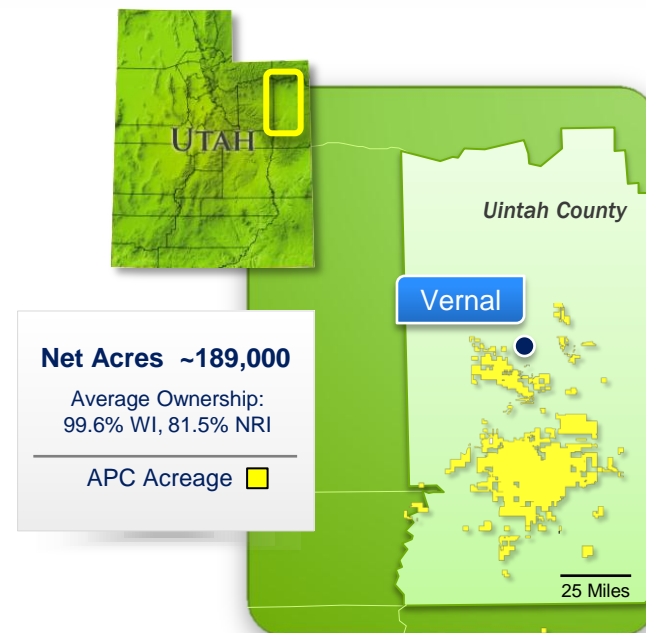 UTAH
Uintah County
Vernal
Net Acres ~189,000
Average Ownership:
99.6% WI, 81.5% NRI
APC Acreage
25 Miles